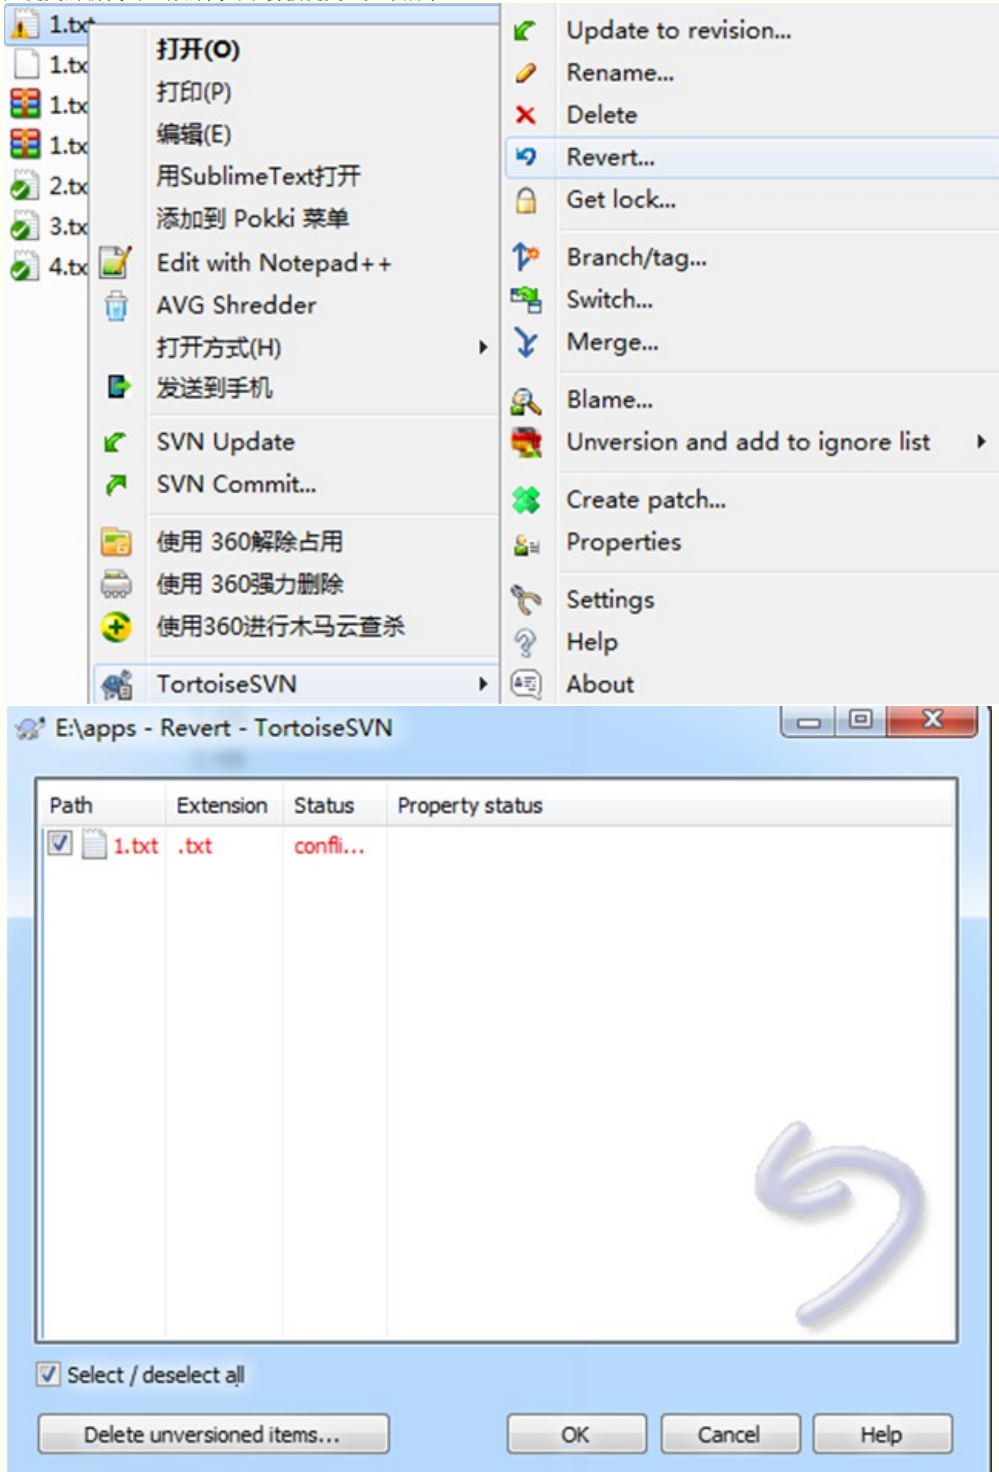 1.txt
1.tx
1.tx
1.tx
2.tx
3.tx
4.tx
打开(O)
打印(P)
编辑(E)
用SublimeText打开
添加到 Pokki 菜单
Edit with Notepad++
AVG Shredder
打开方式(H)
发送到手机
SVN Update
SVN Commit...
使用 360解除占用
使用 360强力删除
使用360进行木马云查杀
TortoiseSVN
Update to revision...
Rename...
Delete
Revert...
Get lock...
Branch/tag...
Switch...
Merge...
Blame...
Unversion and add to ignore list
Create patch...
Properties
Settings
Help
About
E:\apps - Revert - TortoiseSVN
Path Extension Status Property status
1.txt .txt confli...
Select / deselect all
Delete unversioned items... OK Cancel Help